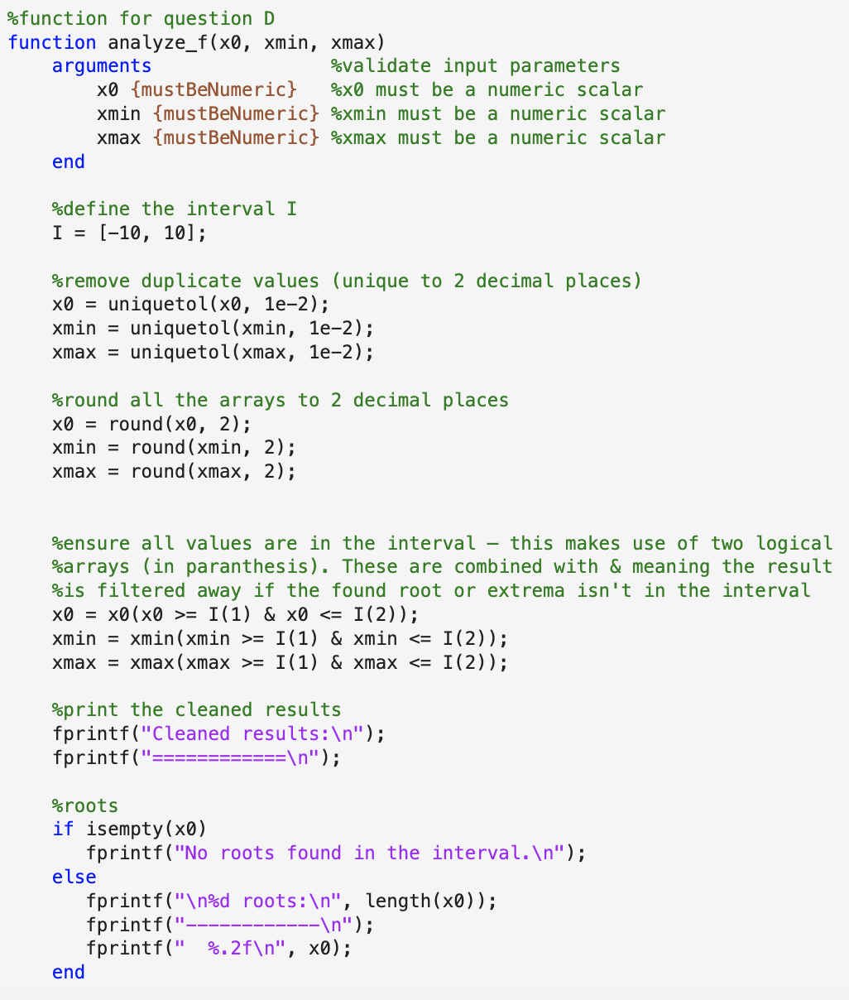 %function for question D
function analyze_f(x0, xmin, xmax)
    arguments                %validate input parameters
        x0 {mustBeNumeric}   %x0 must be a numeric scalar
        xmin {mustBeNumeric} %xmin must be a numeric scalar
        xmax {mustBeNumeric} %xmax must be a numeric scalar
    end

    %define the interval I
    I = [-10, 10];

    %remove duplicate values (unique to 2 decimal places)
    x0 = uniquetol(x0, 1e-2);
    xmin = uniquetol(xmin, 1e-2);
    xmax = uniquetol(xmax, 1e-2);

    %round all the arrays to 2 decimal places
    x0 = round(x0, 2);
    xmin = round(xmin, 2);
    xmax = round(xmax, 2);


    %ensure all values are in the interval – this makes use of two logical
    %arrays (in paranthesis). These are combined with & meaning the result
    %is filtered away if the found root or extrema isn't in the interval
    x0 = x0(x0 >= I(1) & x0 <= I(2));
    xmin = xmin(xmin >= I(1) & xmin <= I(2));
    xmax = xmax(xmax >= I(1) & xmax <= I(2));

    %print the cleaned results
    fprintf("Cleaned results:\n");
    fprintf("============\n");

    %roots
    if isempty(x0)
       fprintf("No roots found in the interval.\n");
    else
       fprintf("\n%d roots:\n", length(x0));
       fprintf("------------\n");
       fprintf("  %.2f\n", x0);
    end